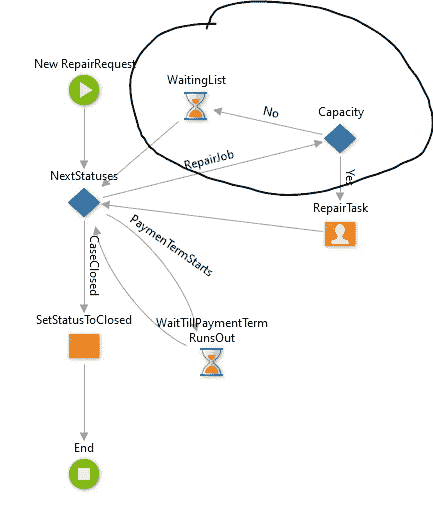 New RepairRequest
WaitingList
Capacity
No
RepairJob
NextStatuses
Yes
RepairTask
PaymenTermStarts
CaseClosed
SetStatusToClosed
WaitTillPaymentTerm
RunsOut
End